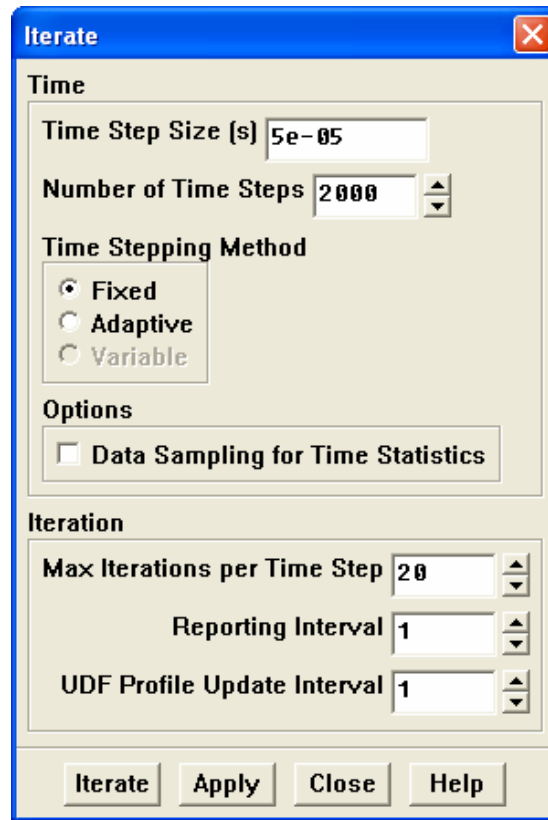 Iterate
Time
Time Step Size (s) 5e-05
Number of Time Steps 2000
Time Stepping Method
Fixed
Adaptive
Variable
Options
Data Sampling for Time Statistics
Iteration
Max Iterations per Time Step 20
Reporting Interval 1
UDF Profile Update Interval 1
Iterate Apply Close Help